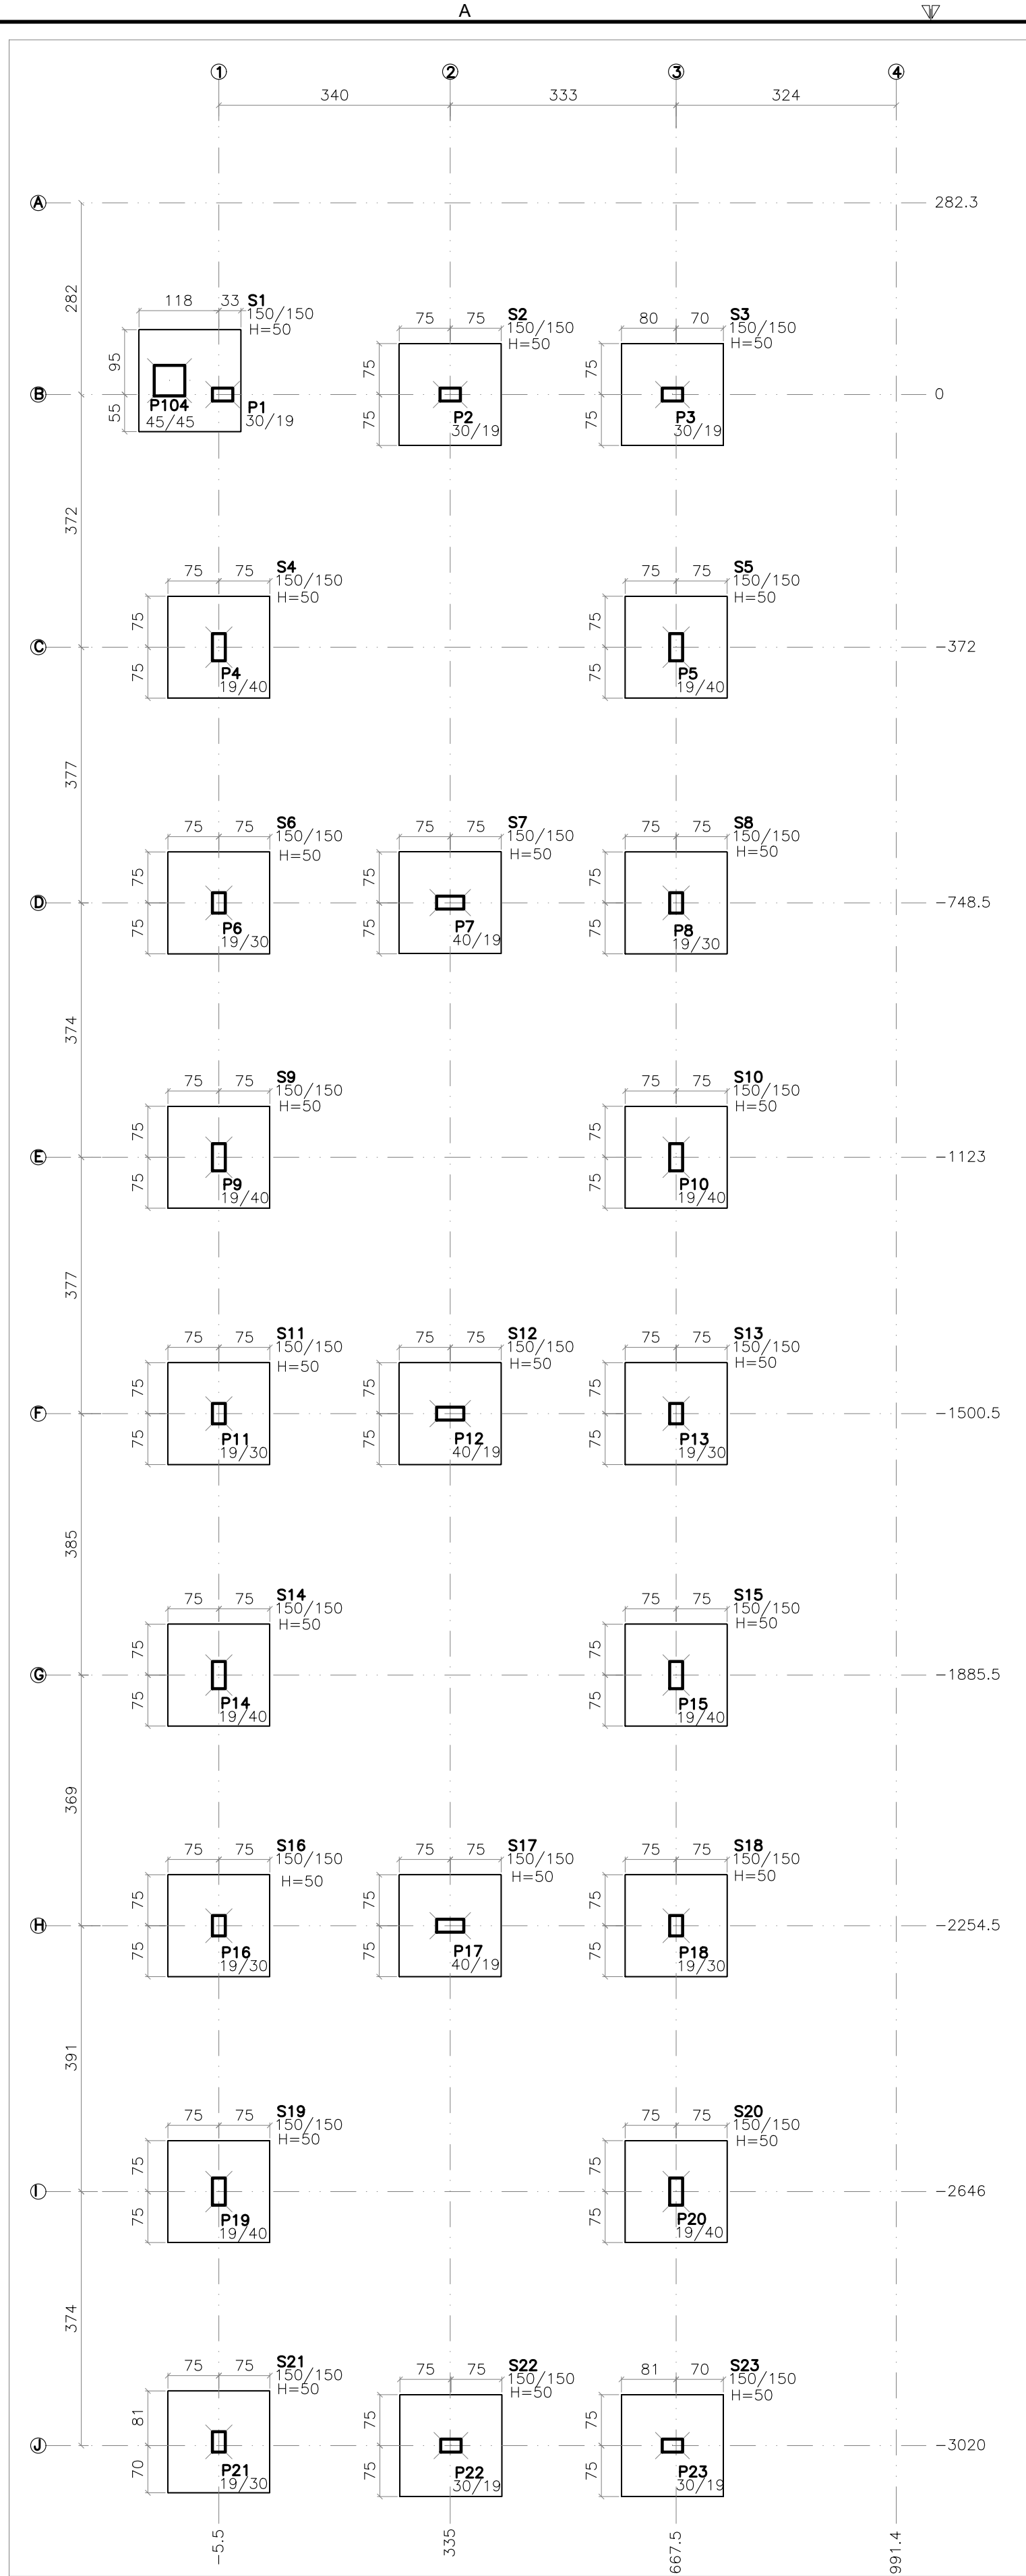 A
1 2 3 4
340 333 324
A 282.3
282
118 33 S1
150/150
H=50
95
55
P104
45/45
P1
30/19
75 75 S2
150/150
H=50
75
75
P2
30/19
80 70 S3
150/150
H=50
75
75
P3
30/19
B 0
372
75 75 S4
150/150
H=50
75
75
P4
19/40
75 75 S5
150/150
H=50
75
75
P5
19/40
C -372
377
75 75 S6
150/150
H=50
75
75
P6
19/30
75 75 S7
150/150
H=50
75
75
P7
40/19
75 75 S8
150/150
H=50
75
75
P8
19/30
D -748.5
374
75 75 S9
150/150
H=50
75
75
P9
19/40
75 75 S10
150/150
H=50
75
75
P10
19/40
E -1123
377
75 75 S11
150/150
H=50
75
75
P11
19/30
75 75 S12
150/150
H=50
75
75
P12
40/19
75 75 S13
150/150
H=50
75
75
P13
19/30
F -1500.5
385
75 75 S14
150/150
H=50
75
75
P14
19/40
75 75 S15
150/150
H=50
75
75
P15
19/40
G -1885.5
369
75 75 S16
150/150
H=50
75
75
P16
19/30
75 75 S17
150/150
H=50
75
75
P17
40/19
75 75 S18
150/150
H=50
75
75
P18
19/30
H -2254.5
391
75 75 S19
150/150
H=50
75
75
P19
19/40
75 75 S20
150/150
H=50
75
75
P20
19/40
I -2646
374
75 75 S21
150/150
H=50
81
70
P21
19/30
75 75 S22
150/150
H=50
75
75
P22
30/19
81 70 S23
150/150
H=50
75
75
P23
30/19
J -3020
-5.5 335 667.5 991.4